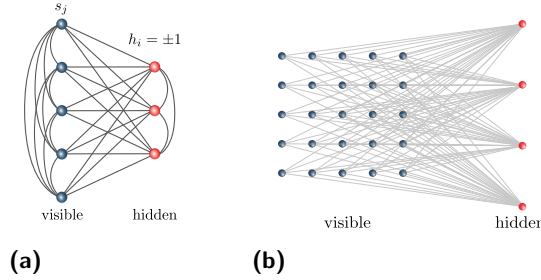 s_j
h_i = ±1
visible hidden
visible hidden
(a) (b)